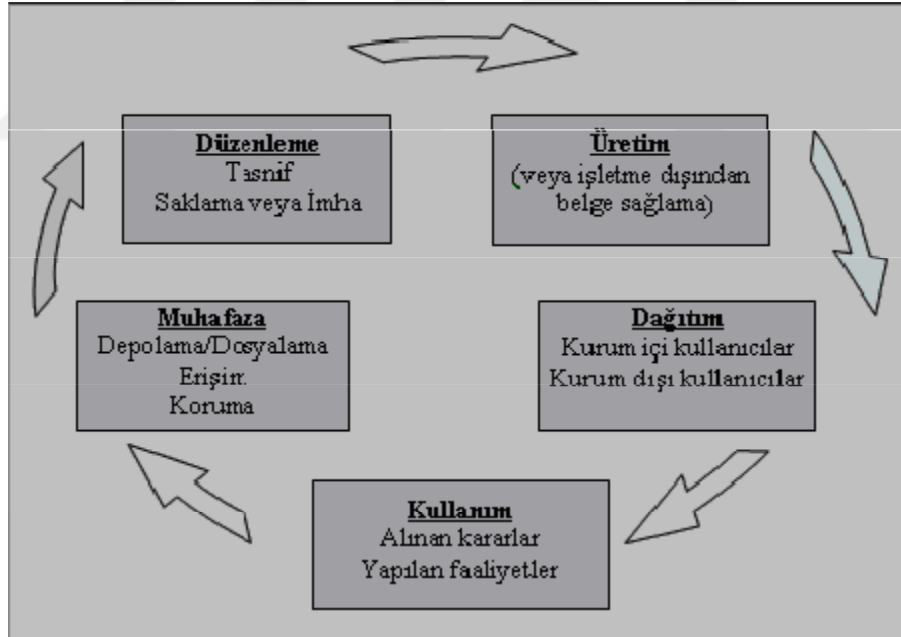 Düzenleme
Tasnif
Saklama veya İmha
Üretim
(veya işletme dışından
belge sağlama)
Dağıtım
Kurum içi kullanıcılar
Kurum dışı kullanıcılar
Kullanım
Alınan kararlar
Yapılan faaliyetler
Muhafaza
Depolama/Dosyalama
Erişim
Koruma